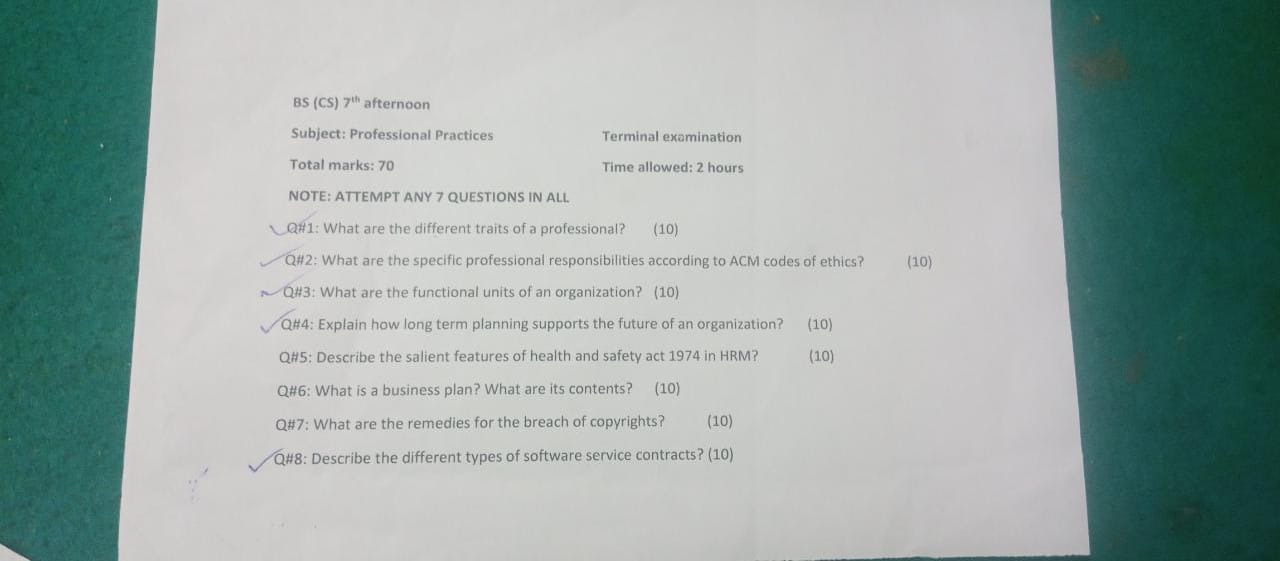 BS (CS) 7th afternoon
Subject: Professional Practices Terminal examination
Total marks: 70 Time allowed: 2 hours
NOTE: ATTEMPT ANY 7 QUESTIONS IN ALL
Q#1: What are the different traits of a professional? (10)
Q#2: What are the specific professional responsibilities according to ACM codes of ethics? (10)
Q#3: What are the functional units of an organization? (10)
Q#4: Explain how long term planning supports the future of an organization? (10)
Q#5: Describe the salient features of health and safety act 1974 in HRM? (10)
Q#6: What is a business plan? What are its contents? (10)
Q#7: What are the remedies for the breach of copyrights? (10)
Q#8: Describe the different types of software service contracts? (10)